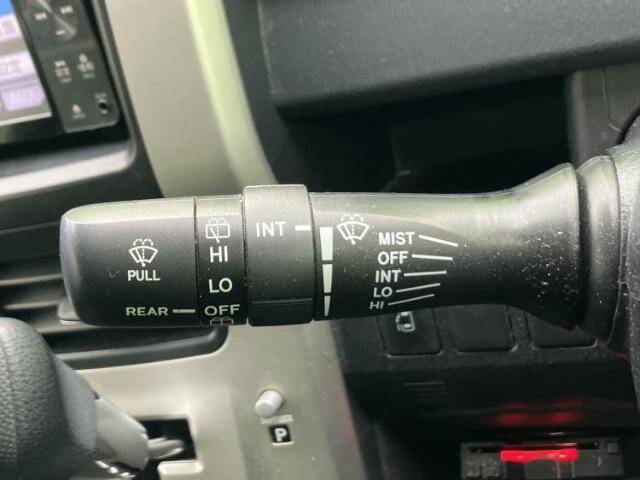 PULL
REAR
HI
LO
OFF
INT
MIST
OFF
INT
LO
HI
P